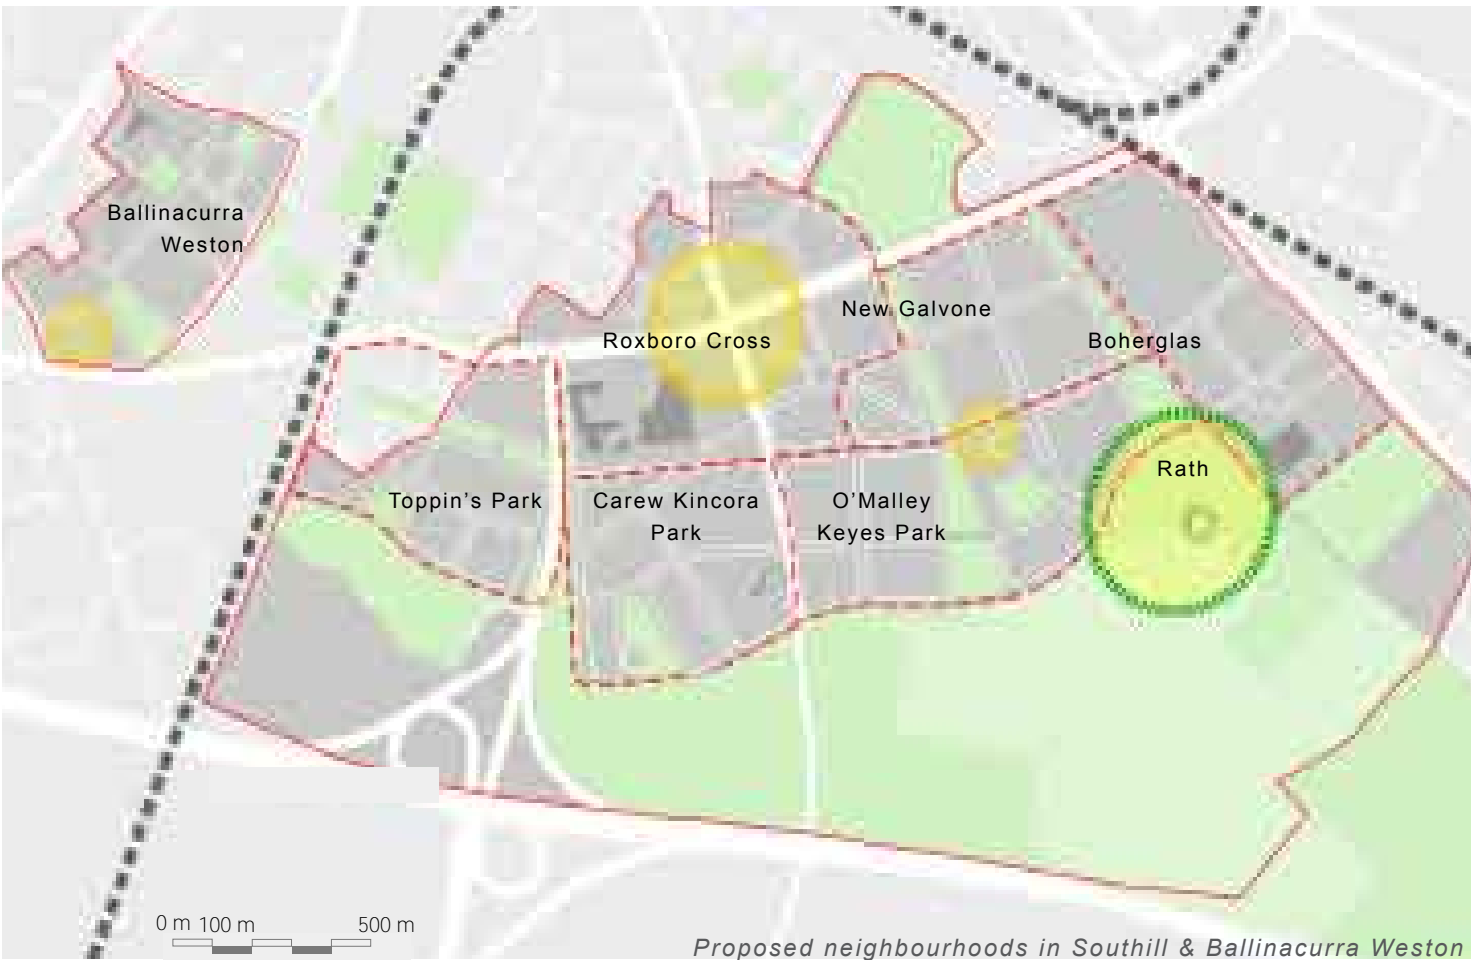 Ballinacurra
Weston
New Galvone
Roxboro Cross
Boherglas
Rath
Toppin's Park
Carew Kincora
Park
O'Malley
Keyes Park
0 m 100 m 500 m
Proposed neighbourhoods in Southill & Ballinacurra Weston